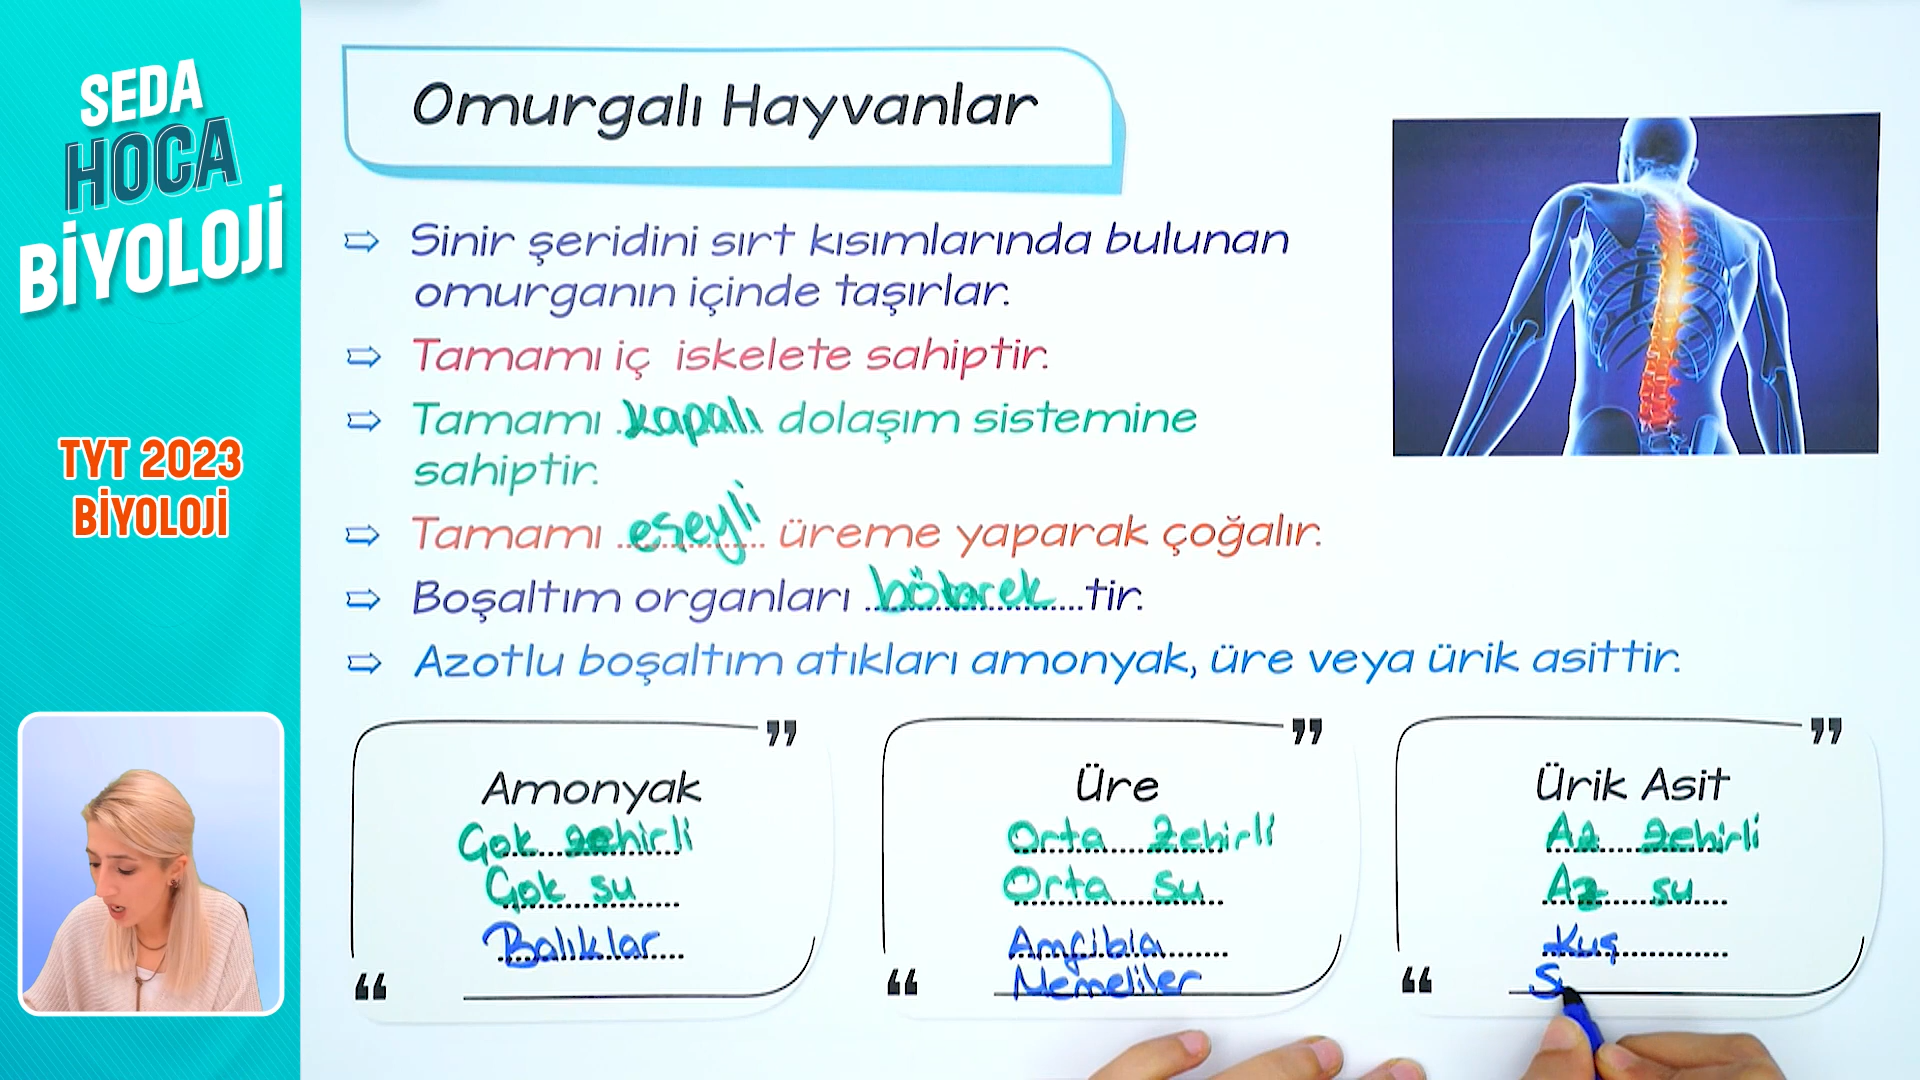 SEDA
HOCA
BİYOLOJİ
TYT 2023
BİYOLOJİ
Omurgalı Hayvanlar
⇨ Sinir şeridini sırt kısımlarında bulunan
omurganın içinde taşırlar.
⇨ Tamamı iç iskelete sahiptir.
⇨ Tamamı kapalı dolaşım sistemine
sahiptir.
⇨ Tamamı eşeyli üreme yaparak çoğalır.
⇨ Boşaltım organları böbrek tir.
⇨ Azotlu boşaltım atıkları amonyak, üre veya ürik asittir.
Amonyak
Çok zehirli
Çok su
Balıklar
Üre
Orta zehirli
Orta su
Amfibia
Memeliler
Ürik Asit
Az zehirli
Az su
Kuş